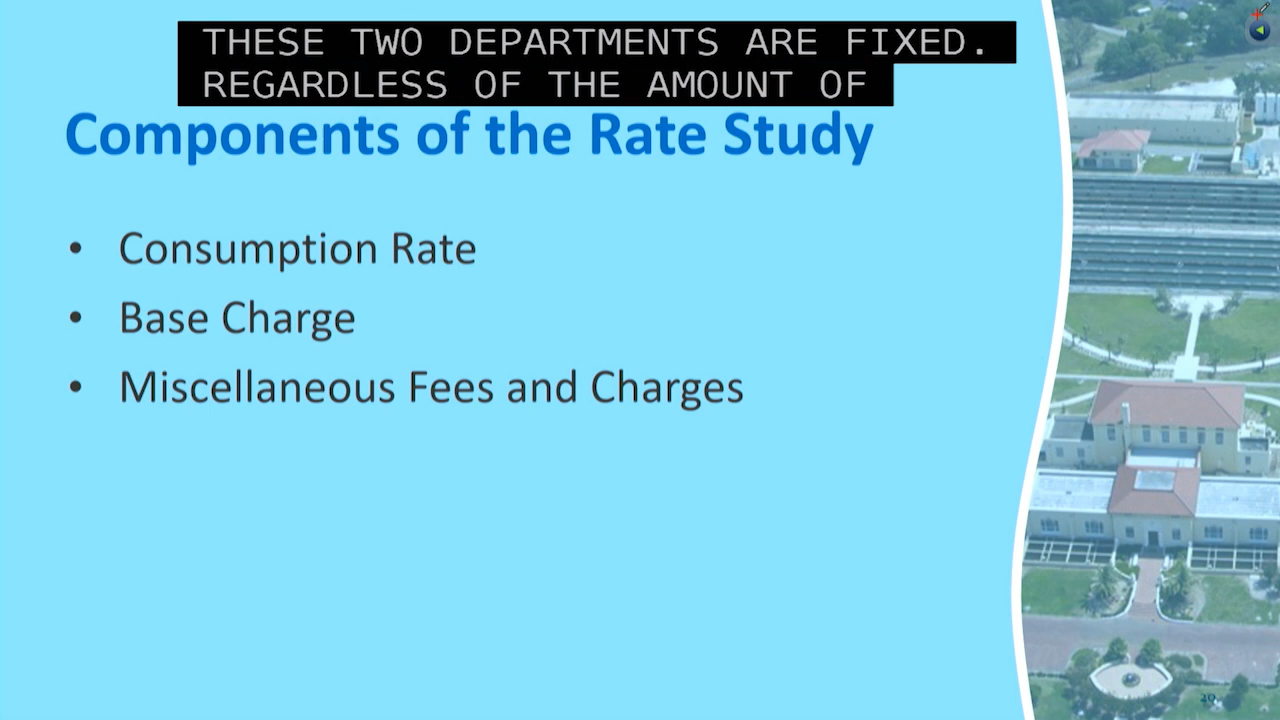 THESE TWO DEPARTMENTS ARE FIXED.
REGARDLESS OF THE AMOUNT OF
Components of the Rate Study
• Consumption Rate
• Base Charge
• Miscellaneous Fees and Charges
20